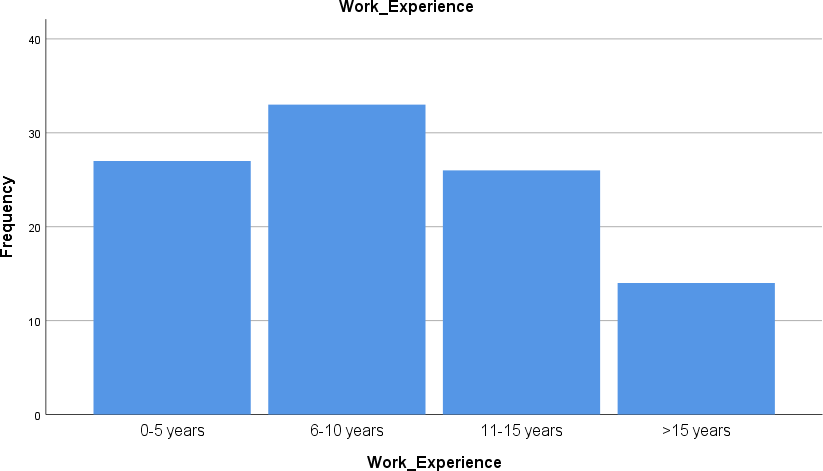 Work_Experience
Frequency
40
30
20
10
0
0-5 years
6-10 years
11-15 years
>15 years
Work_Experience